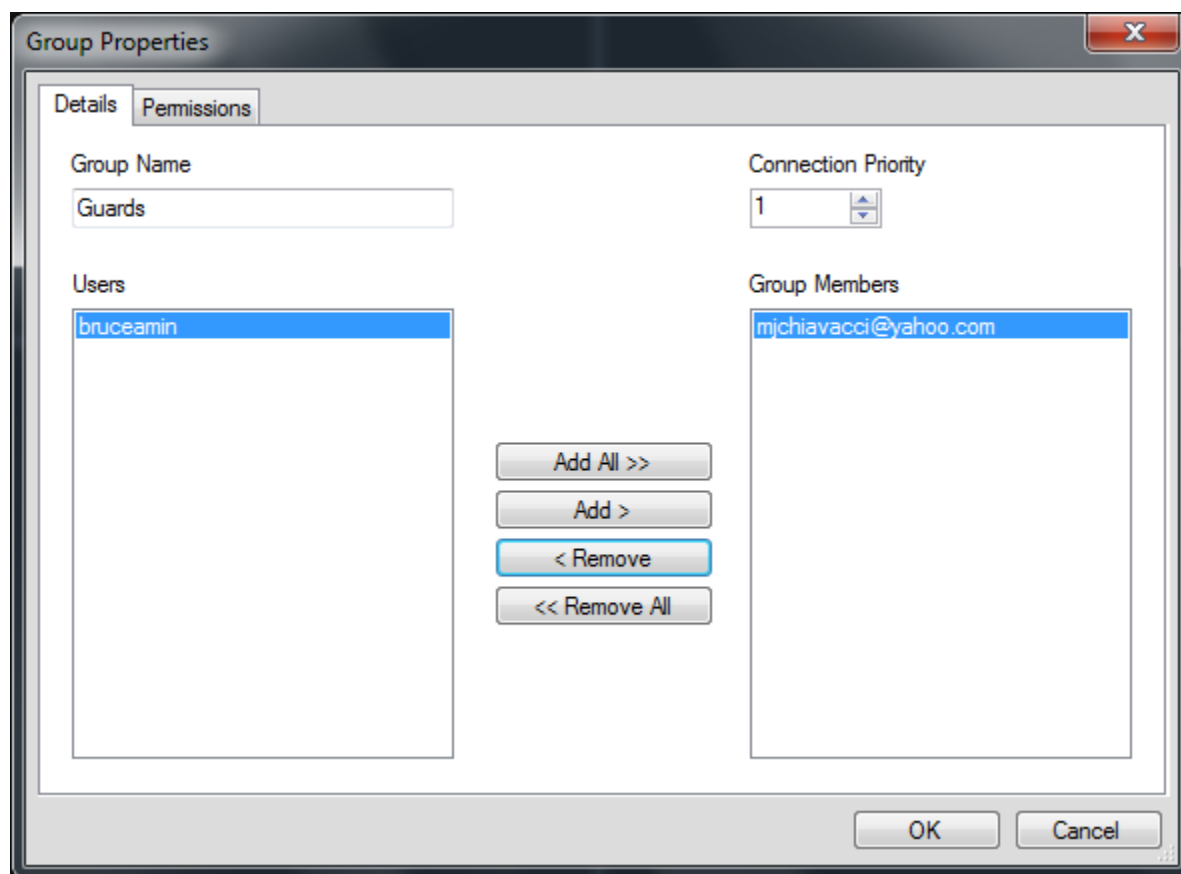 Group Properties
Details
Permissions
Group Name
Connection Priority
Guards
1
Users
Group Members
bruceamin
mjchiavacci@yahoo.com
Add All >>
Add >
< Remove
<< Remove All
OK
Cancel